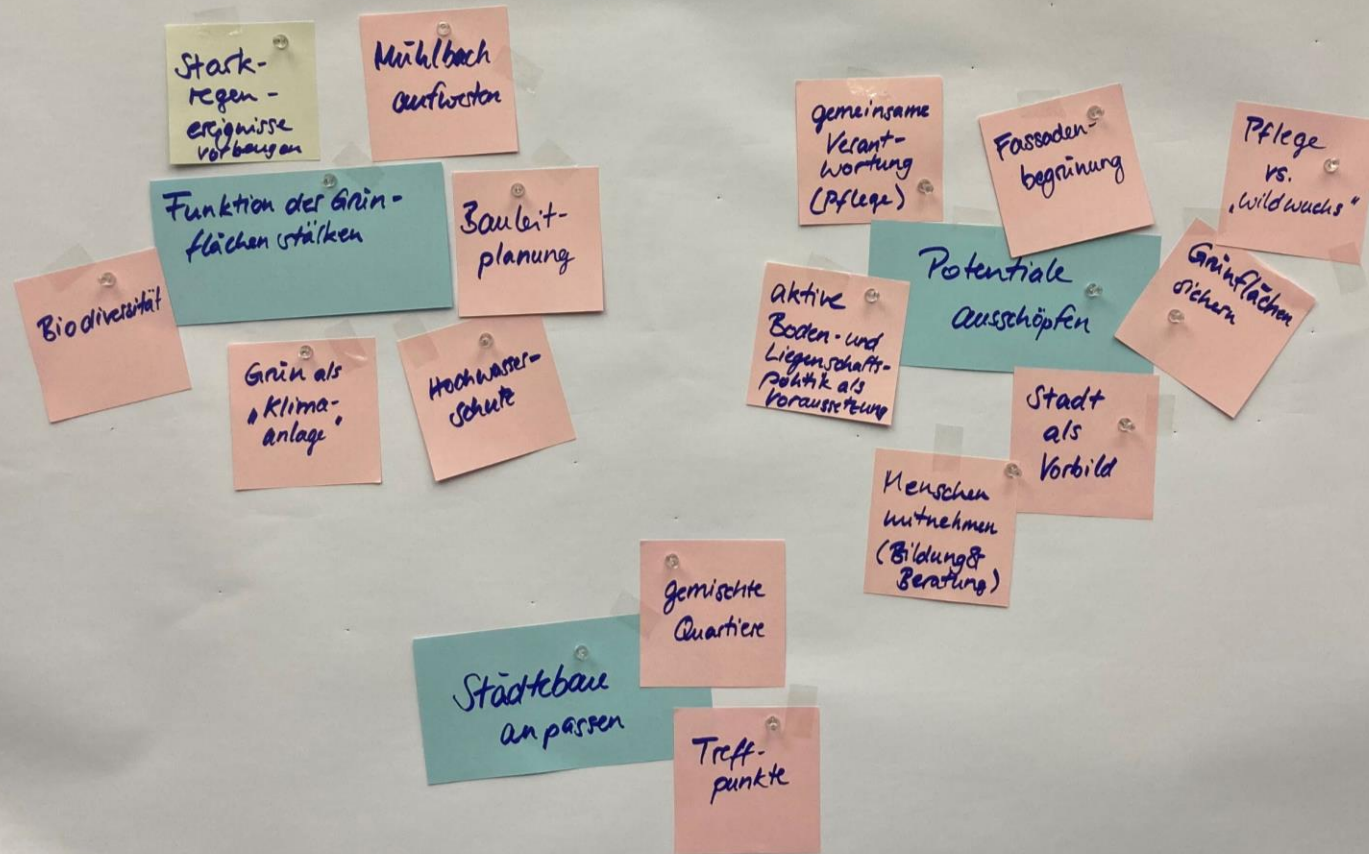 Stark-
regen-
ereignisse
vorbeugen
Mühlbach
aufwerten
Funktion der Grün-
flächen stärken
Bauleit-
planung
Biodiversität
Grün als
„Klima-
anlage"
Hochwasser-
schutz
gemeinsame
Verant-
wortung
(Pflege)
Fassaden-
begrünung
Pflege
vs.
„Wildwuchs"
Potentiale
ausschöpfen
Grünflächen
sichern
aktive
Boden- und
Liegenschafts-
politik als
Voraussetzung
Stadt
als
Vorbild
Menschen
mitnehmen
(Bildung &
Beratung)
gemischte
Quartiere
Städtebau
anpassen
Treff-
punkte